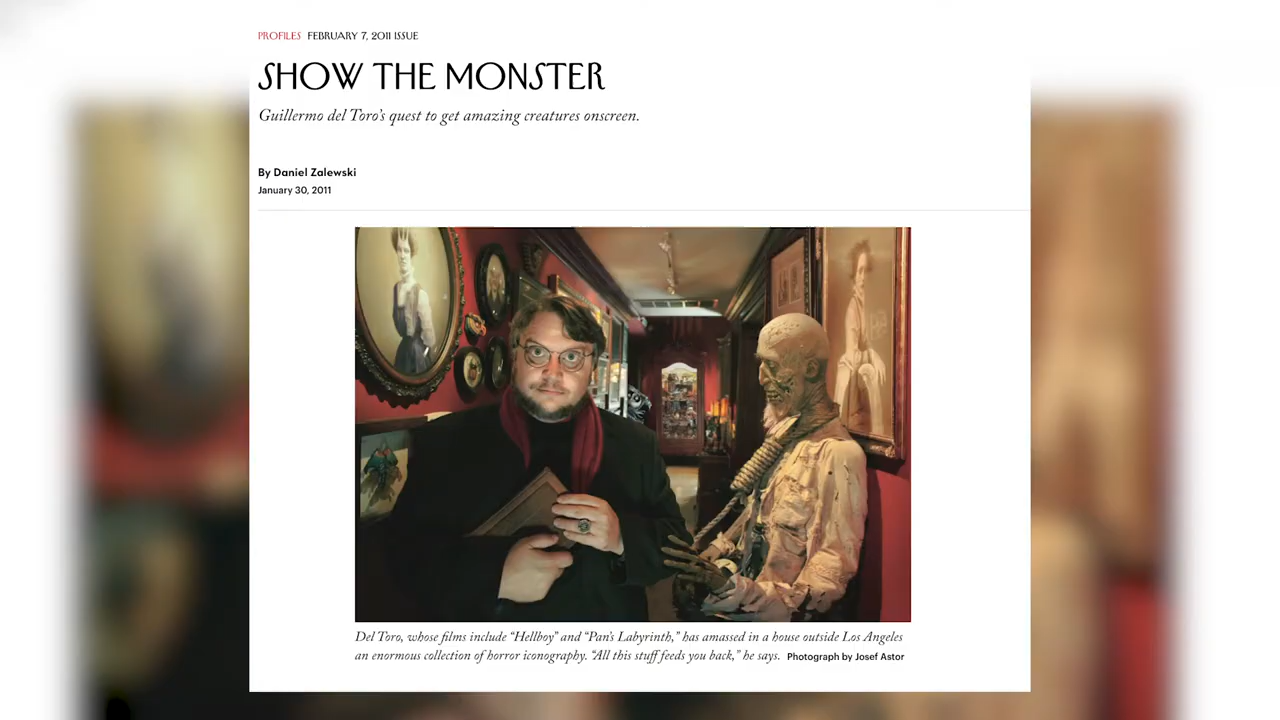 PROFILES FEBRUARY 7, 2011 ISSUE
SHOW THE MONSTER
Guillermo del Toro's quest to get amazing creatures onscreen.
By Daniel Zalewski
January 30, 2011
Del Toro, whose films include “Hellboy” and “Pan's Labyrinth,” has amassed in a house outside Los Angeles
an enormous collection of horror iconography. “All this stuff feeds you back,” he says. Photograph by Josef Astor